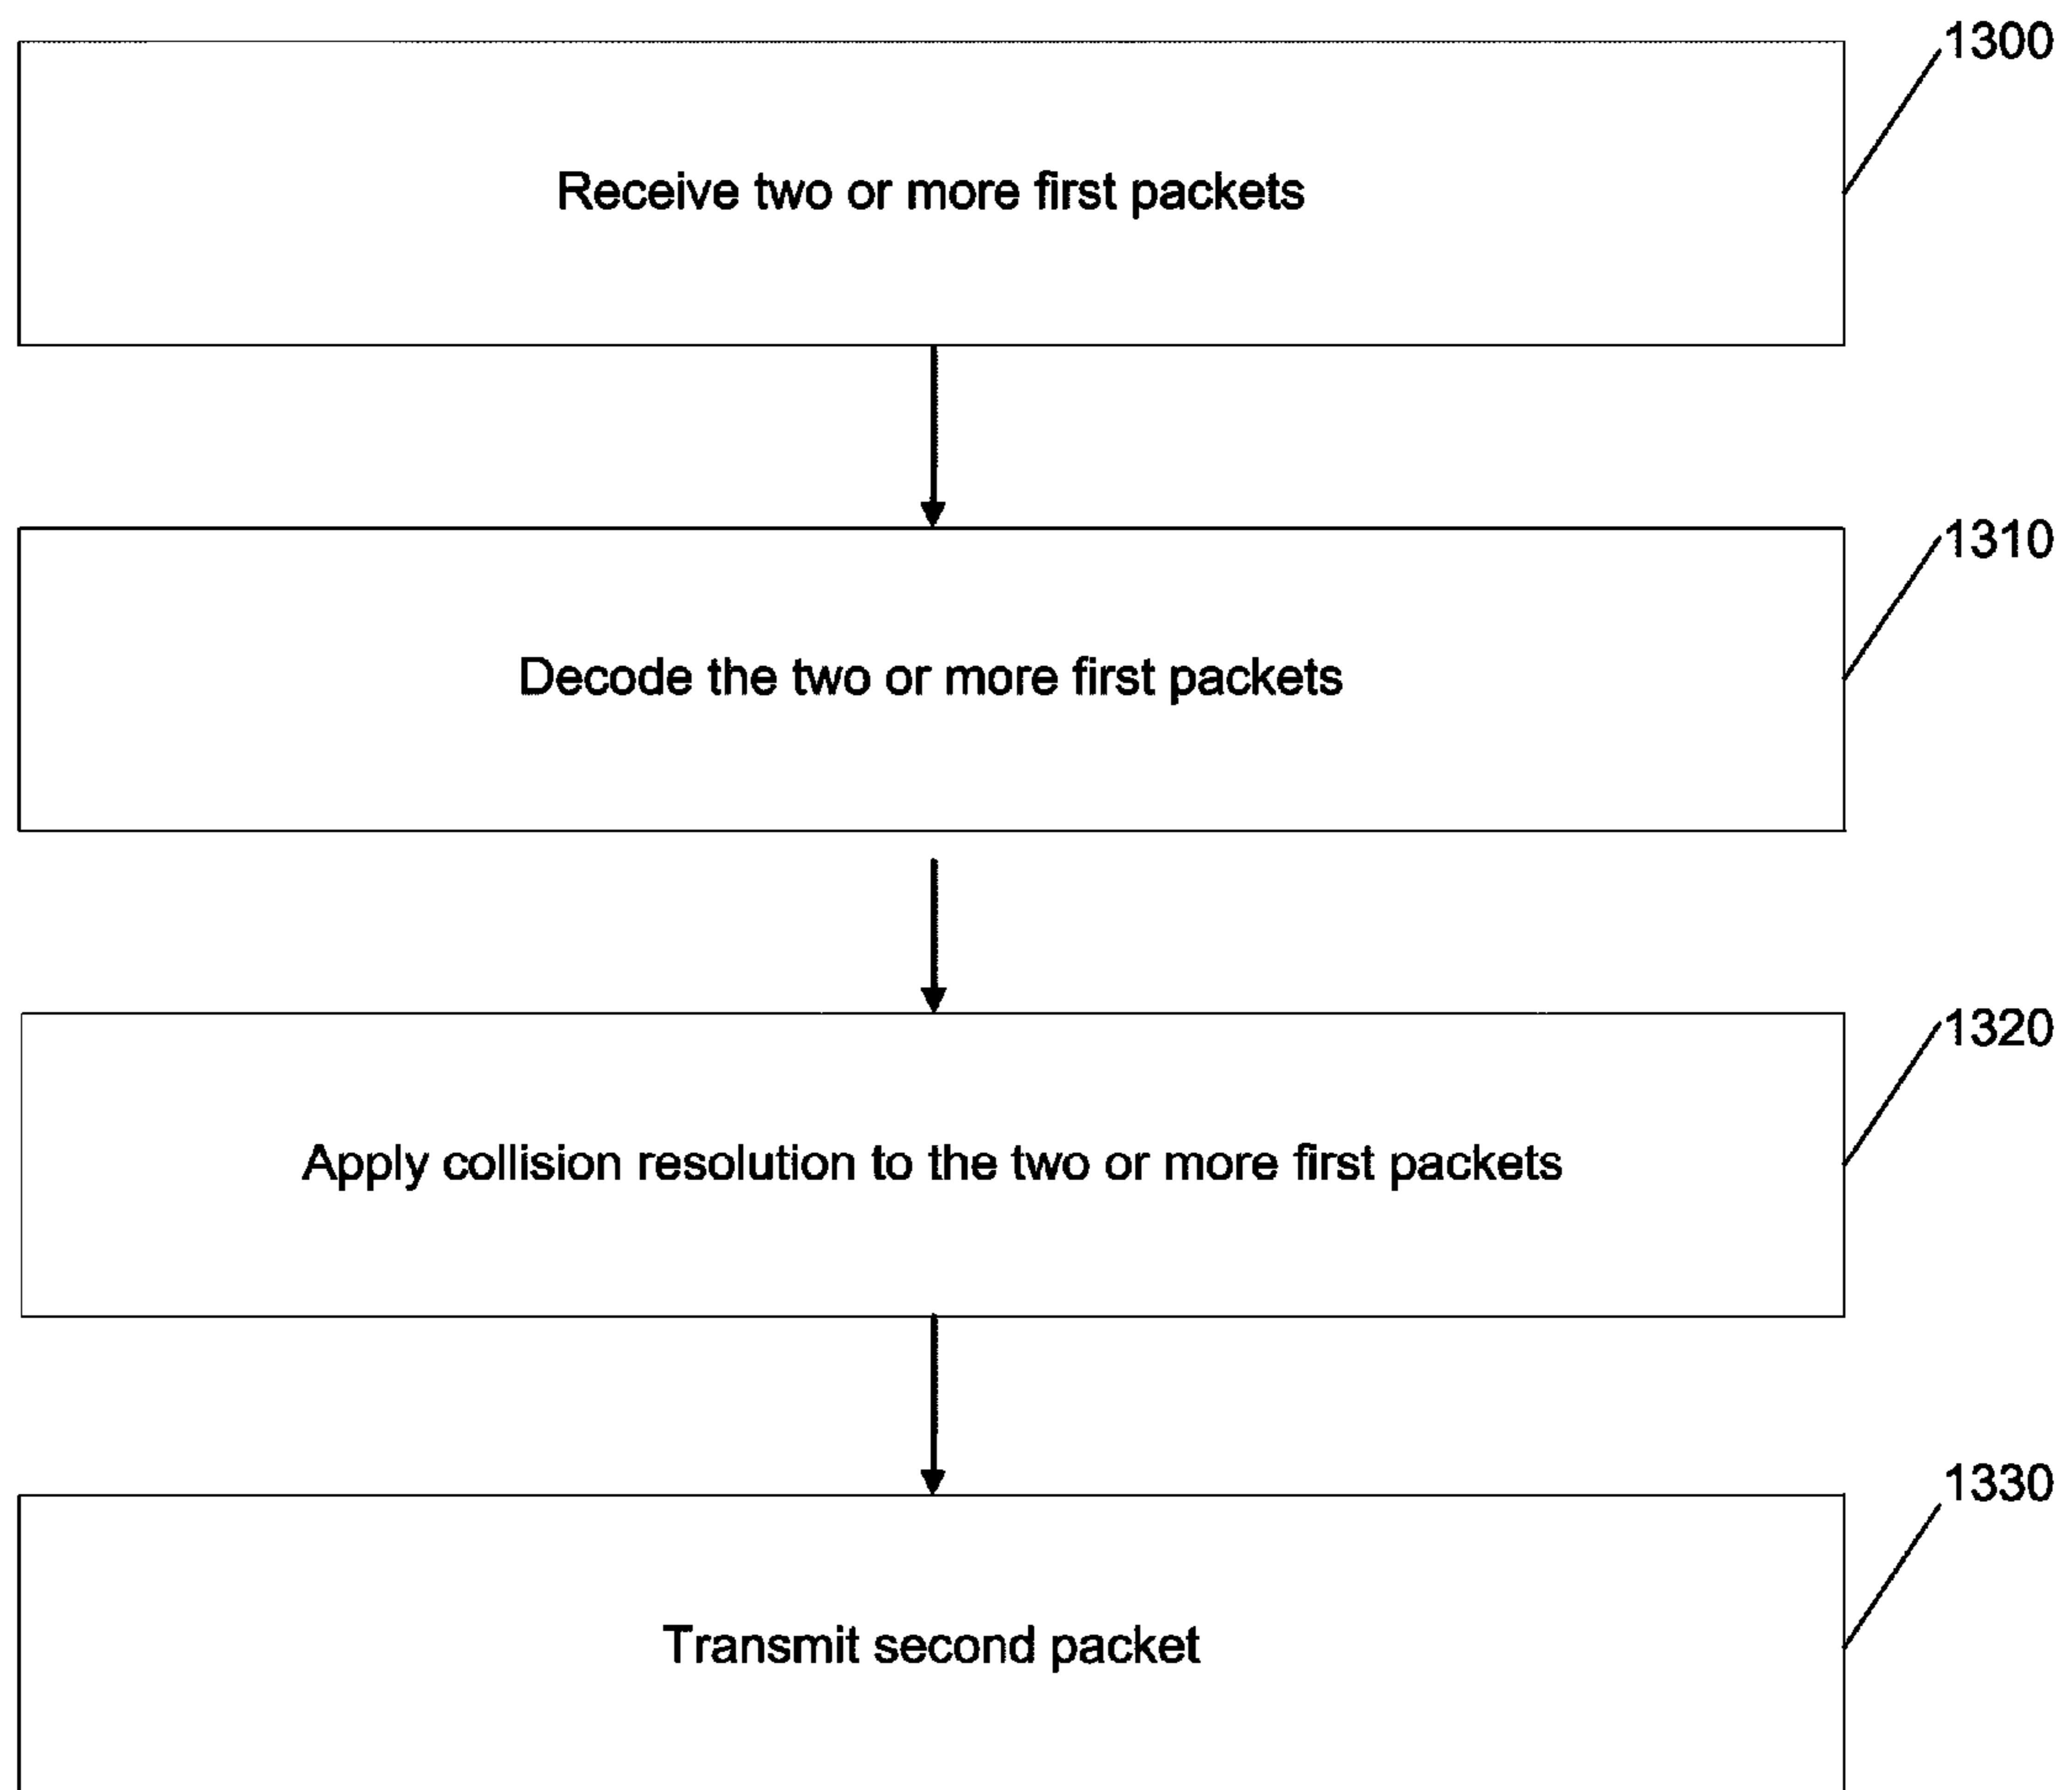 1300
Receive two or more first packets
1310
Decode the two or more first packets
1320
Apply collision resolution to the two or more first packets
1330
Transmit second packet